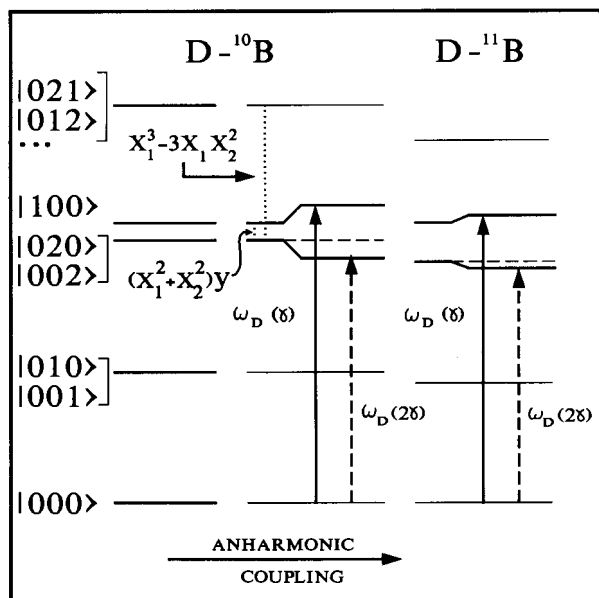 D-¹⁰B
D-¹¹B
|021⟩
|012⟩
...
X₁³-3X₁X₂²
|100⟩
|020⟩
|002⟩
(X₁²+X₂²)y
ω_D(γ)
ω_D(γ)
|010⟩
|001⟩
ω_D(2γ)
ω_D(2γ)
|000⟩
ANHARMONIC
COUPLING